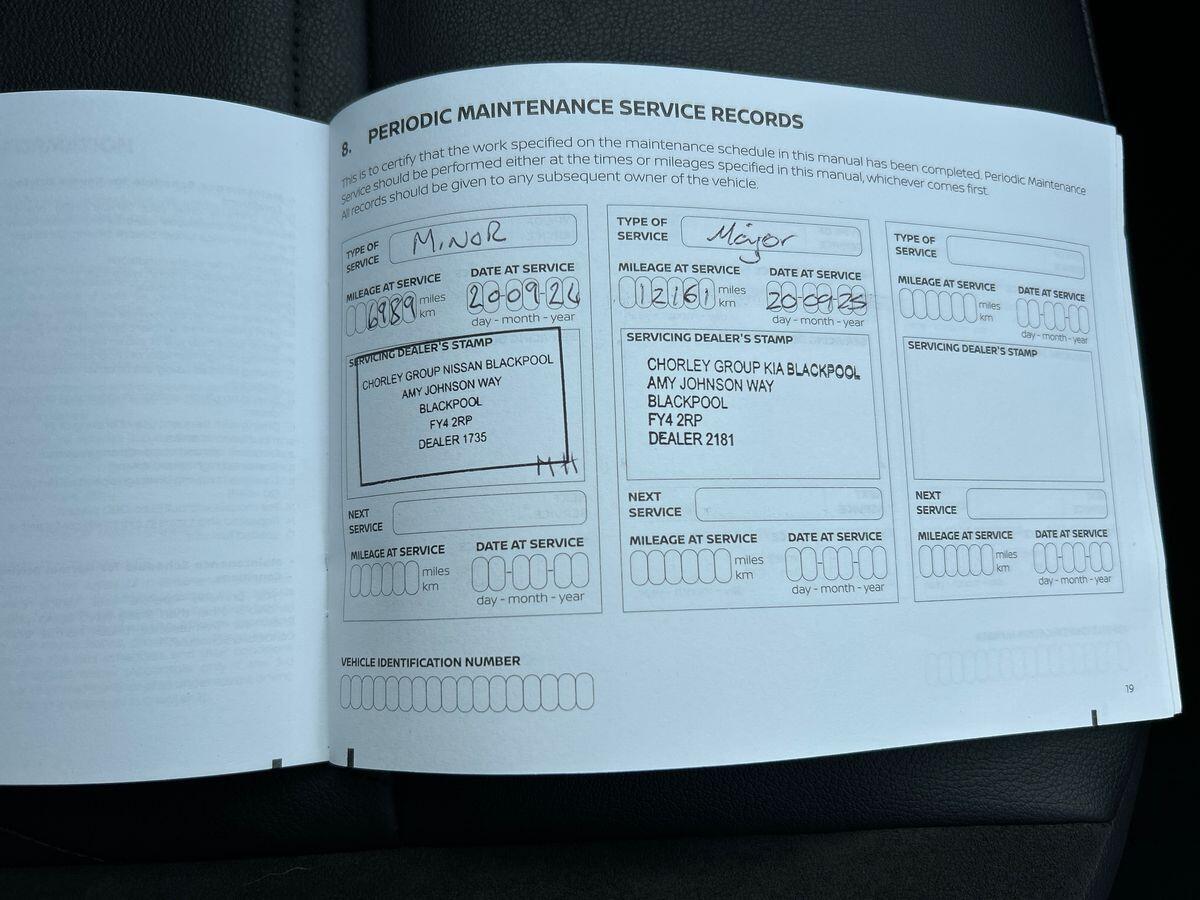 8. PERIODIC MAINTENANCE SERVICE RECORDS
This is to certify that the work specified on the maintenance schedule in this manual has been completed. Periodic Maintenance
Service should be performed either at the times or mileages specified in this manual, whichever comes first.
All records should be given to any subsequent owner of the vehicle.
TYPE OF
SERVICE
MINOR
MILEAGE AT SERVICE
DATE AT SERVICE
6989
miles
km
20-09-24
day - month - year
SERVICING DEALER'S STAMP
CHORLEY GROUP NISSAN BLACKPOOL
AMY JOHNSON WAY
BLACKPOOL
FY4 2RP
DEALER 1735
MH
NEXT
SERVICE
MILEAGE AT SERVICE
DATE AT SERVICE
miles
km
day - month - year
TYPE OF
SERVICE
Major
MILEAGE AT SERVICE
DATE AT SERVICE
12161
miles
km
20-09-25
day - month - year
SERVICING DEALER'S STAMP
CHORLEY GROUP KIA BLACKPOOL
AMY JOHNSON WAY
BLACKPOOL
FY4 2RP
DEALER 2181
NEXT
SERVICE
MILEAGE AT SERVICE
DATE AT SERVICE
miles
km
day - month - year
TYPE OF
SERVICE
MILEAGE AT SERVICE
DATE AT SERVICE
miles
km
day - month - year
SERVICING DEALER'S STAMP
NEXT
SERVICE
MILEAGE AT SERVICE
DATE AT SERVICE
miles
km
day - month - year
VEHICLE IDENTIFICATION NUMBER
19